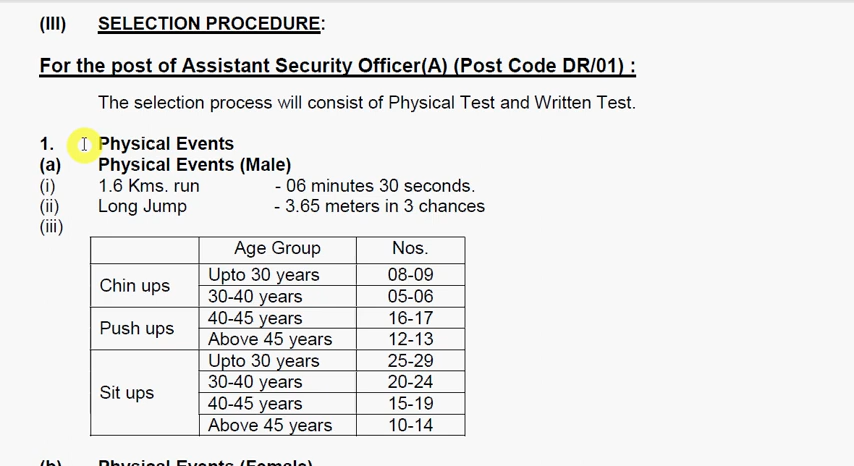 (III) SELECTION PROCEDURE:
For the post of Assistant Security Officer(A) (Post Code DR/01) :
The selection process will consist of Physical Test and Written Test.
1. Physical Events
(a) Physical Events (Male)
(i) 1.6 Kms. run - 06 minutes 30 seconds.
(ii) Long Jump - 3.65 meters in 3 chances
(iii)
Age Group Nos.
Chin ups Upto 30 years 08-09
30-40 years 05-06
Push ups 40-45 years 16-17
Above 45 years 12-13
Sit ups Upto 30 years 25-29
30-40 years 20-24
40-45 years 15-19
Above 45 years 10-14
(b) Physical Events (Female)